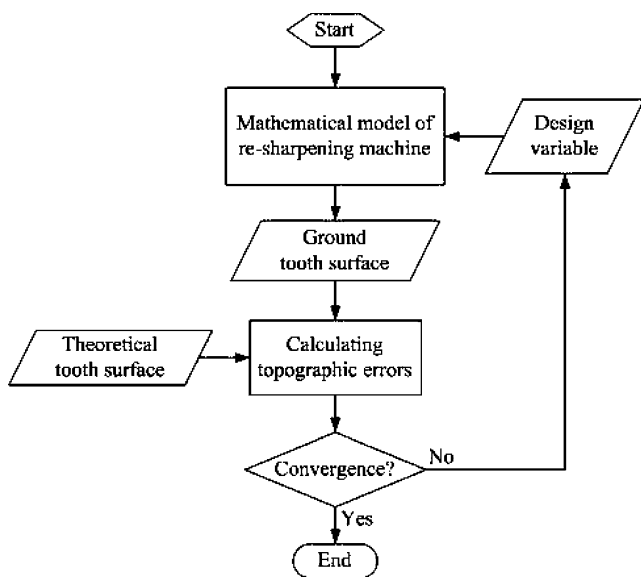 Start
Mathematical model of
re-sharpening machine
Design
variable
Ground
tooth surface
Theoretical
tooth surface
Calculating
topographic errors
Convergence?
No
Yes
End